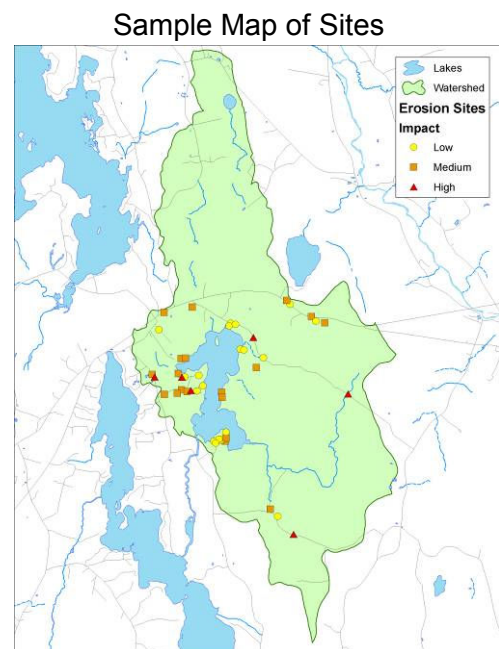 Sample Map of Sites
Lakes
Watershed
Erosion Sites
Impact
Low
Medium
High